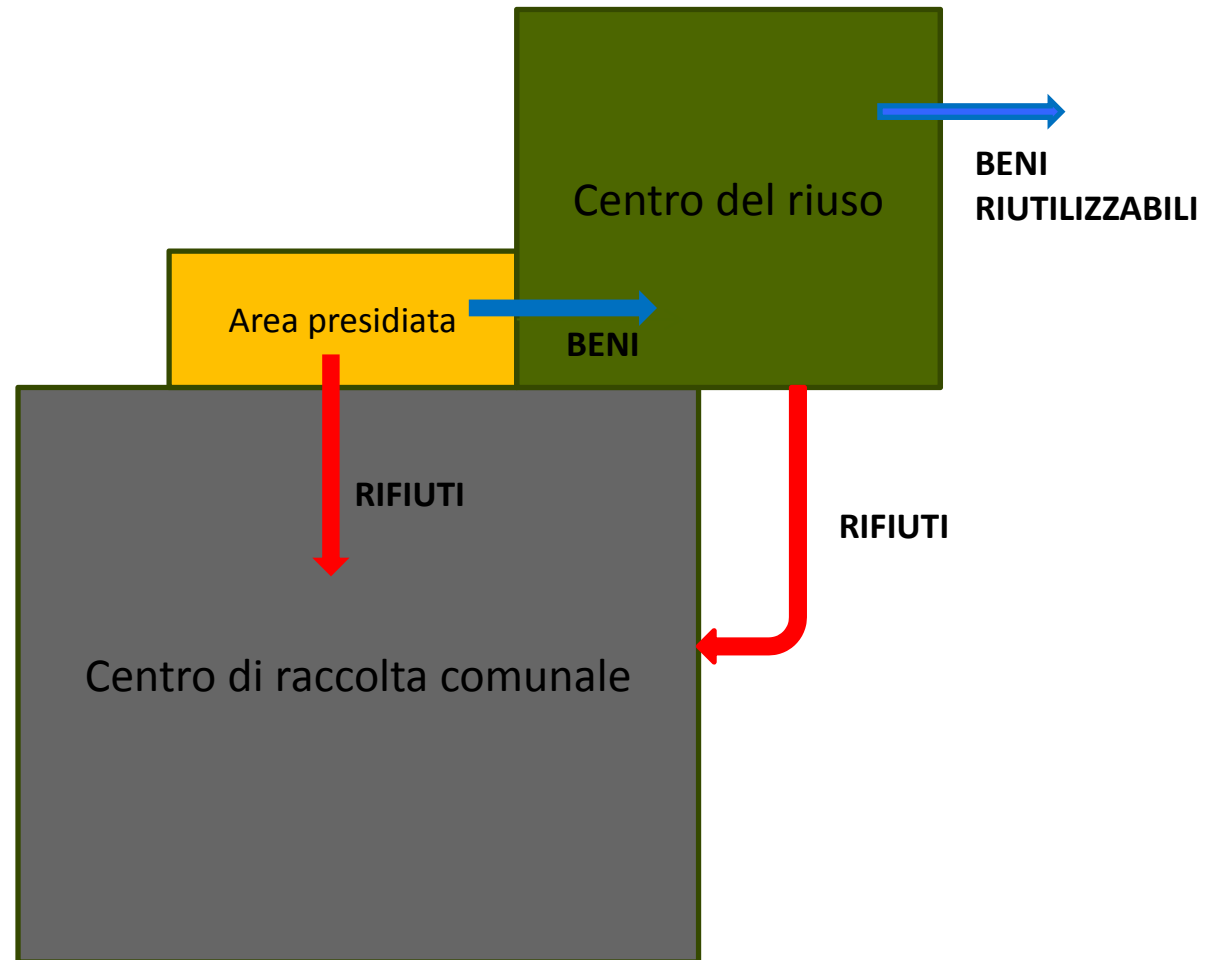 Centro del riuso
BENI
RIUTILIZZABILI
Area presidiata
BENI
RIFIUTI
RIFIUTI
Centro di raccolta comunale